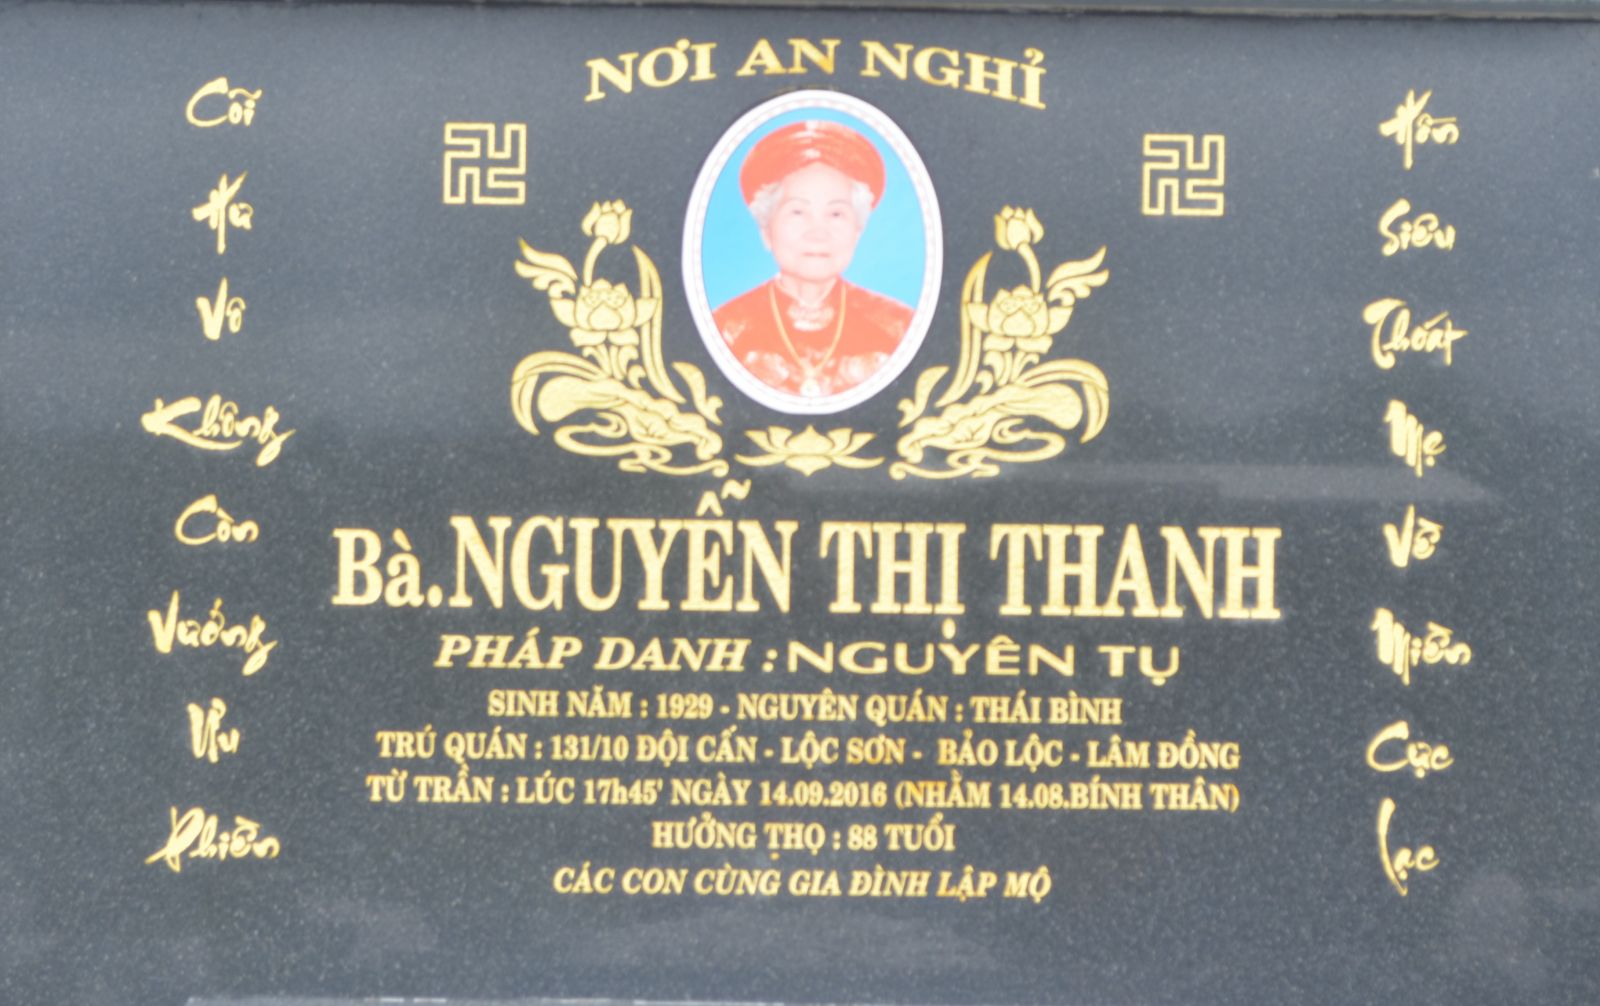 NƠI AN NGHỈ
Cõi
Hư
Vô
Không
Còn
Vướng
Ưu
Phiền
Hồn
Siêu
Thoát
Mẹ
Về
Miền
Cực
Lạc
Bà.NGUYỄN THỊ THANH
PHÁP DANH : NGUYÊN TỤ
SINH NĂM : 1929 - NGUYÊN QUÁN : THÁI BÌNH
TRÚ QUÁN : 131/10 ĐỘI CẤN - LỘC SƠN - BẢO LỘC - LÂM ĐỒNG
TỪ TRẦN : LÚC 17h45' NGÀY 14.09.2016 (NHẰM 14.08.BÍNH THÂN)
HƯỞNG THỌ : 88 TUỔI
CÁC CON CÙNG GIA ĐÌNH LẬP MỘ